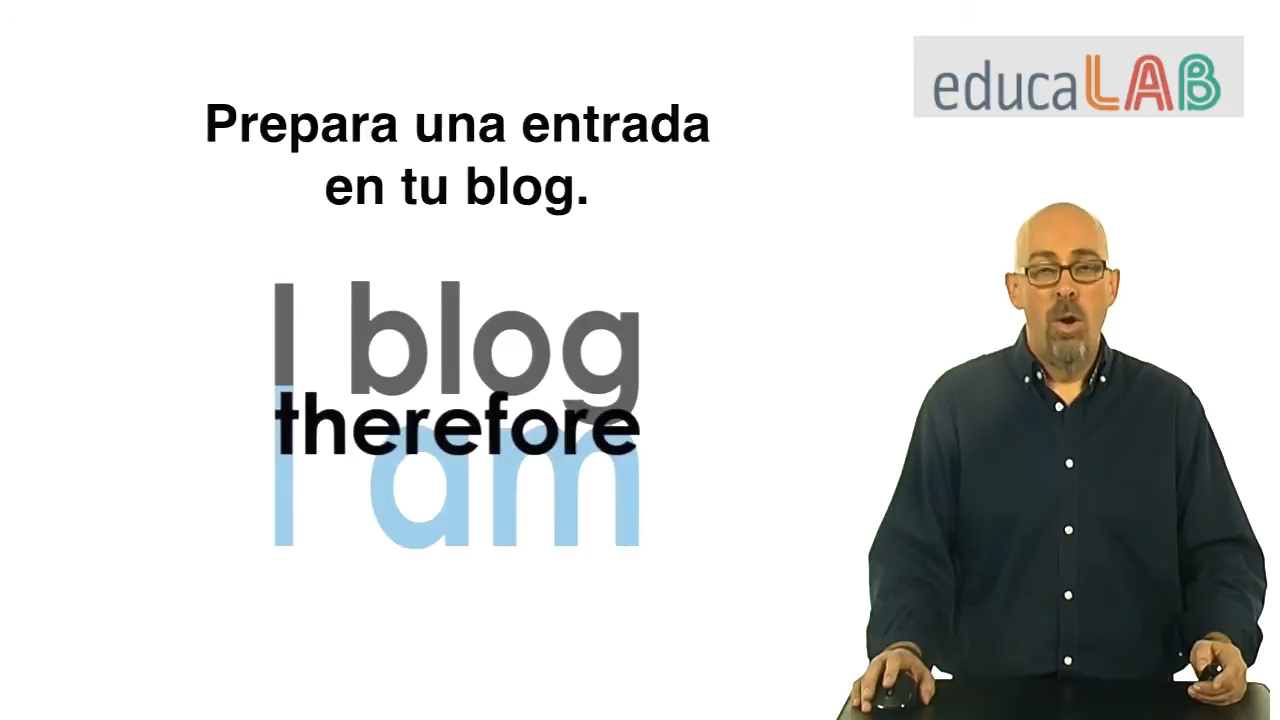 educaLAB
Prepara una entrada
en tu blog.
I blog
therefore
i am